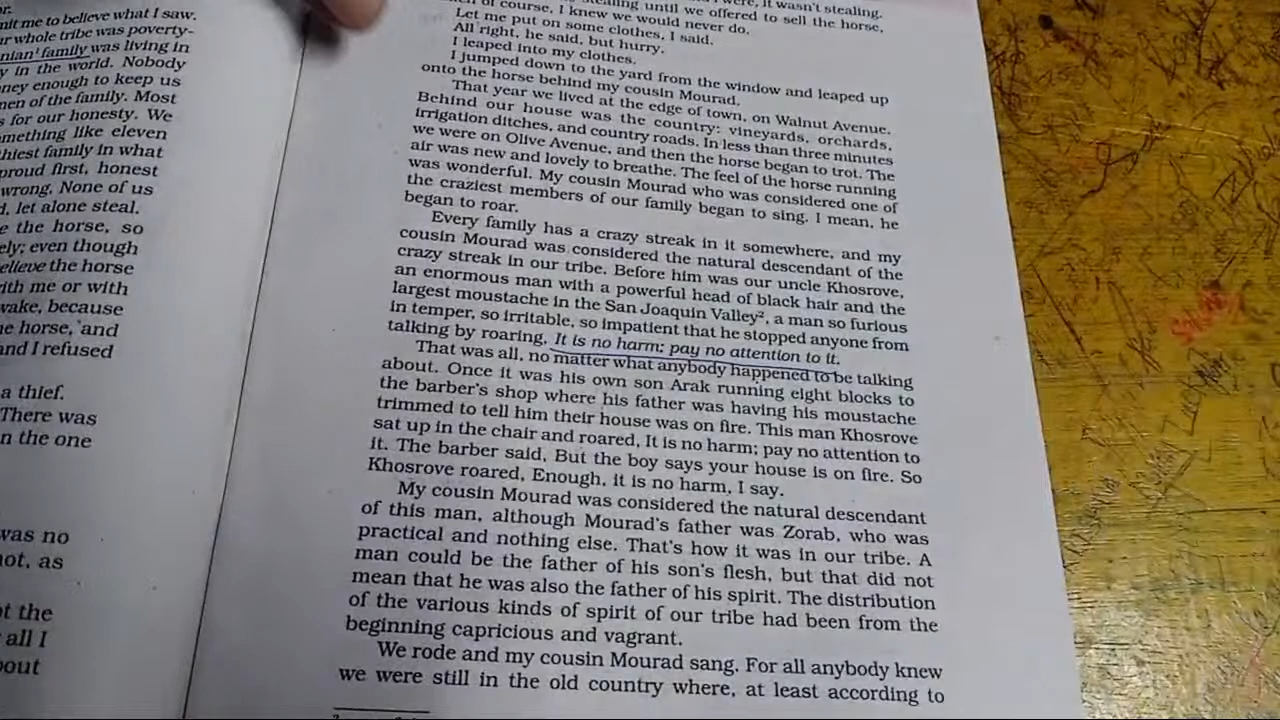 mit me to believe what I saw.
whole tribe was poverty-
nian¹ family was living in
in the world. Nobody
ney enough to keep us
men of the family. Most
s for our honesty. We
mething like eleven
hiest family in what
proud first, honest
wrong. None of us
let alone steal.
e the horse, so
ely; even though
elieve the horse
ith me or with
wake, because
he horse, and
and I refused
a thief.
There was
n the one
was no
not, as
t the
all I
bout
were, it wasn't stealing.
stealing until we offered to sell the horse,
of course, I knew we would never do.
Let me put on some clothes, I said.
All right, he said, but hurry.
I leaped into my clothes.
I jumped down to the yard from the window and leaped up
onto the horse behind my cousin Mourad.
That year we lived at the edge of town, on Walnut Avenue.
Behind our house was the country: vineyards, orchards,
irrigation ditches, and country roads. In less than three minutes
we were on Olive Avenue, and then the horse began to trot. The
air was new and lovely to breathe. The feel of the horse running
was wonderful. My cousin Mourad who was considered one of
the craziest members of our family began to sing. I mean, he
began to roar.
Every family has a crazy streak in it somewhere, and my
cousin Mourad was considered the natural descendant of the
crazy streak in our tribe. Before him was our uncle Khosrove,
an enormous man with a powerful head of black hair and the
largest moustache in the San Joaquin Valley², a man so furious
in temper, so irritable, so impatient that he stopped anyone from
talking by roaring, It is no harm; pay no attention to it.
That was all, no matter what anybody happened to be talking
about. Once it was his own son Arak running eight blocks to
the barber's shop where his father was having his moustache
trimmed to tell him their house was on fire. This man Khosrove
sat up in the chair and roared, It is no harm; pay no attention to
it. The barber said, But the boy says your house is on fire. So
Khosrove roared, Enough, it is no harm, I say.
My cousin Mourad was considered the natural descendant
of this man, although Mourad's father was Zorab, who was
practical and nothing else. That's how it was in our tribe. A
man could be the father of his son's flesh, but that did not
mean that he was also the father of his spirit. The distribution
of the various kinds of spirit of our tribe had been from the
beginning capricious and vagrant.
We rode and my cousin Mourad sang. For all anybody knew
we were still in the old country where, at least according to